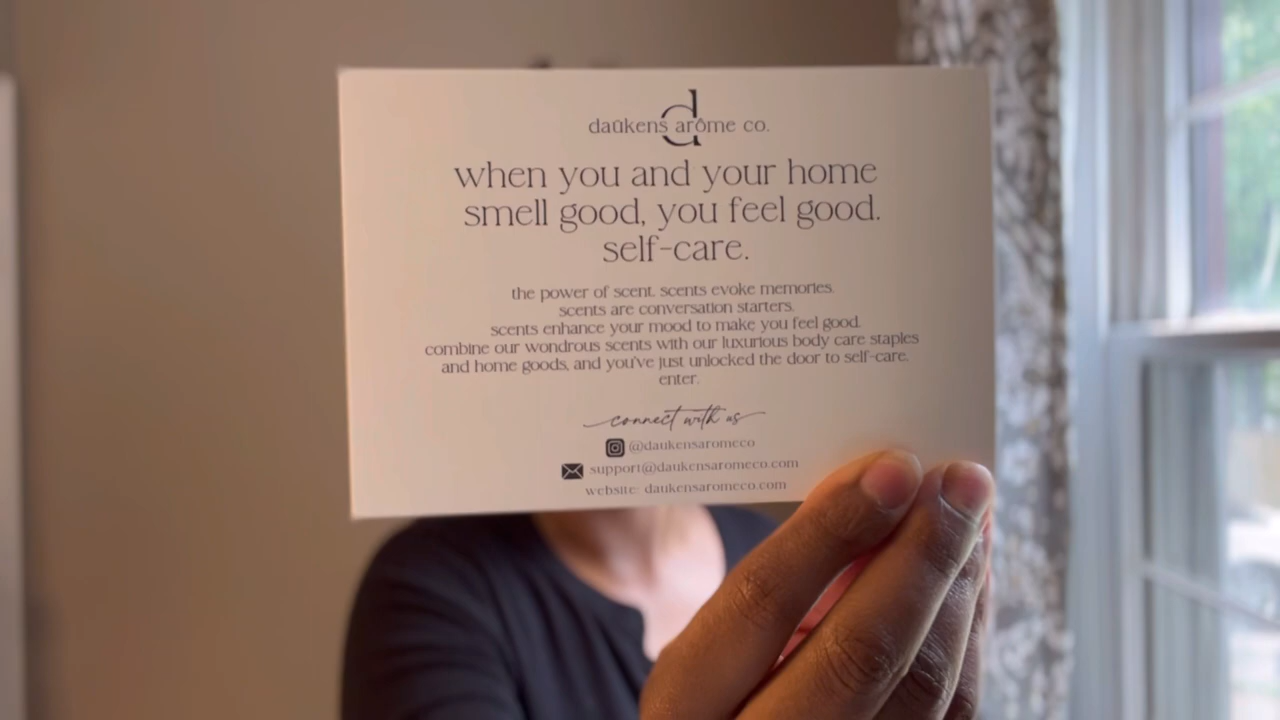 d
daûkens arôme co.
when you and your home
smell good, you feel good.
self-care.
the power of scent. scents evoke memories.
scents are conversation starters.
scents enhance your mood to make you feel good.
combine our wondrous scents with our luxurious body care staples
and home goods, and you've just unlocked the door to self-care.
enter.
connect with us
@daukensaromeco
support@daukensaromeco.com
website: daukensaromeco.com